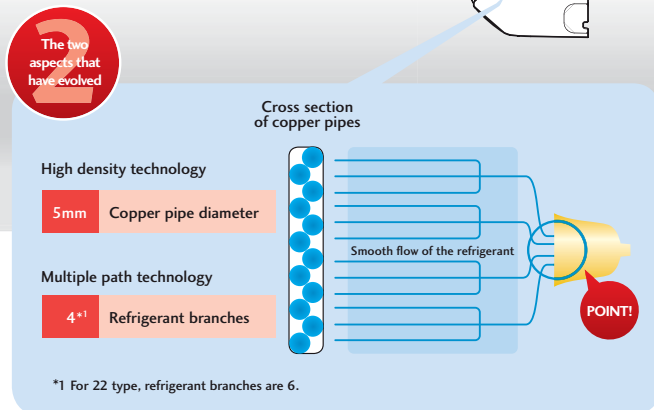 2
The two
aspects that
have evolved
Cross section
of copper pipes
High density technology
5mm Copper pipe diameter
Smooth flow of the refrigerant
Multiple path technology
4*1 Refrigerant branches
POINT!
*1 For 22 type, refrigerant branches are 6.